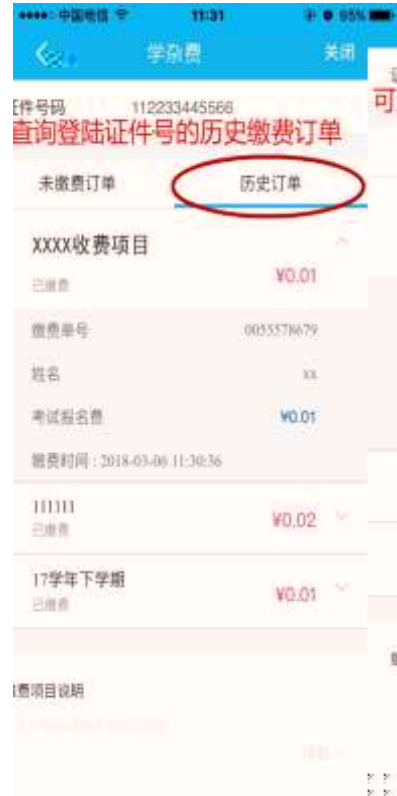 中国电信 11:31 65%
学杂费 关闭
证件号码 112233445566
查询登陆证件号的历史缴费订单
可
未缴费订单 历史订单
XXXX收费项目
已缴费 ¥0.01
缴费单号 0055578679
姓名 xx
考试报名费 ¥0.01
缴费时间:2018-03-06 11:30:36
111111
已缴费 ¥0.02
17学年下学期
已缴费 ¥0.01
费项目说明